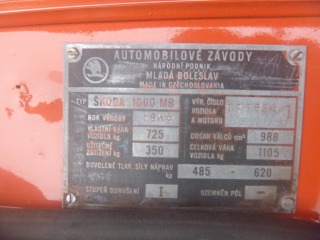 AUTOMOBILOVÉ ZÁVODY
NÁRODNÍ PODNIK
MLADÁ BOLESLAV
MADE IN CZECHOSLOVAKIA
TYP ŠKODA 1000 MB
VÝR. ČÍSLO
VOZIDLA
A MOTORU
ROK VÝROBY
VLASTNÍ VÁHA
VOZIDLA kg 725
OBSAH VÁLCŮ cm³ 988
UŽITEČNÉ
ZATÍŽENÍ kg 350
CELKOVÁ VÁHA
VOZIDLA kg 1105
DOVOLENÉ TLAK. SÍLY NÁPRAV
kp 485 - 620
STUPEŇ ODRUŠENÍ I
UZEMNĚN PÓL -